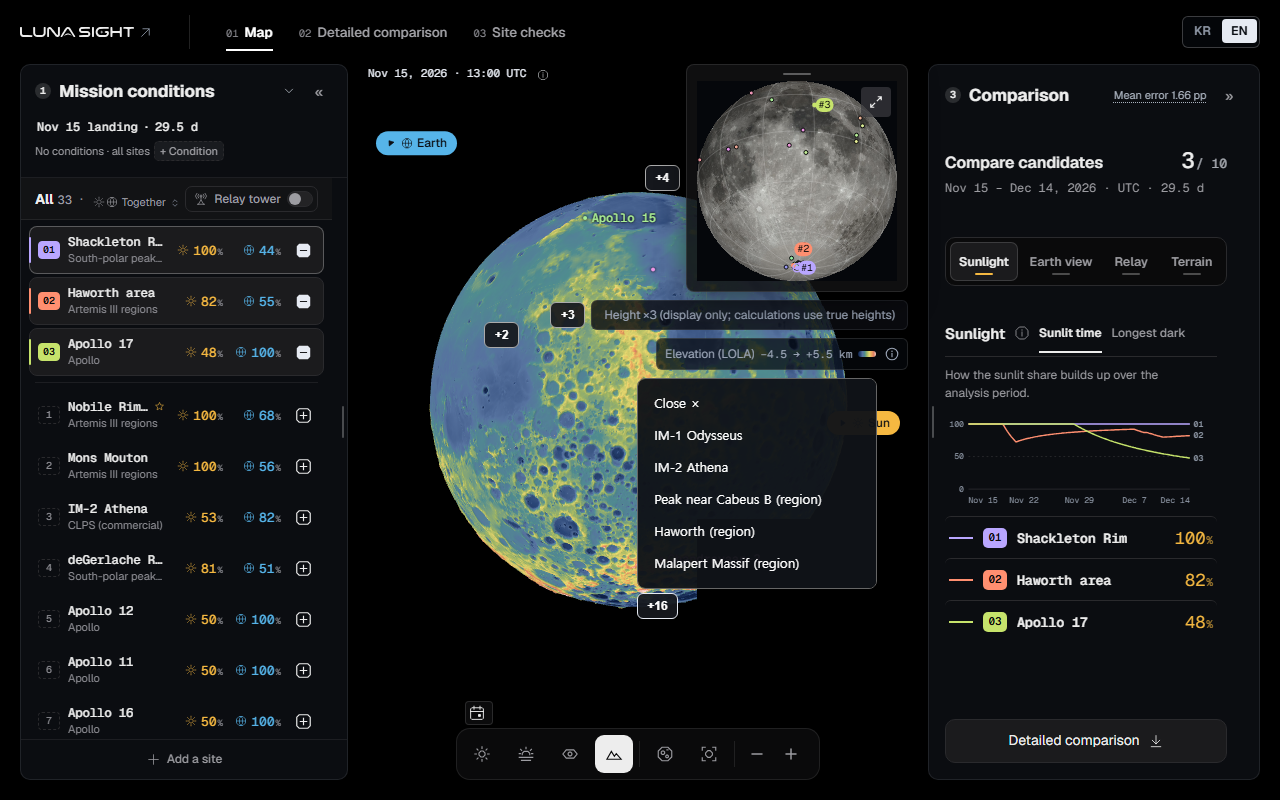 LUNA SIGHT
01 Map
02 Detailed comparison
03 Site checks
KR EN
1 Mission conditions
Nov 15 landing · 29.5 d
No conditions · all sites + Condition
All 33 · Together Relay tower
01 Shackleton R… 100% 44%
South-polar peak…
02 Haworth area 82% 55%
Artemis III regions
03 Apollo 17 48% 100%
Apollo
1 Nobile Rim… 100% 68%
Artemis III regions
2 Mons Mouton 100% 56%
Artemis III regions
3 IM-2 Athena 53% 82%
CLPS (commercial)
4 deGerlache R… 81% 51%
South-polar peak…
5 Apollo 12 50% 100%
Apollo
6 Apollo 11 50% 100%
Apollo
7 Apollo 16 50% 100%
Apollo
+ Add a site
Nov 15, 2026 · 13:00 UTC
Earth
+4
Apollo 15
#3
#2
#1
+3
Height ×3 (display only; calculations use true heights)
+2
Elevation (LOLA) −4.5 → +5.5 km
Close ×
IM-1 Odysseus
IM-2 Athena
Peak near Cabeus B (region)
Haworth (region)
Malapert Massif (region)
+16
3 Comparison
Mean error 1.66 pp
Compare candidates 3 / 10
Nov 15 – Dec 14, 2026 · UTC · 29.5 d
Sunlight Earth view Relay Terrain
Sunlight Sunlit time Longest dark
How the sunlit share builds up over the
analysis period.
100
50
0
01
02
03
Nov 15 Nov 22 Nov 29 Dec 7 Dec 14
01 Shackleton Rim 100%
02 Haworth area 82%
03 Apollo 17 48%
Detailed comparison